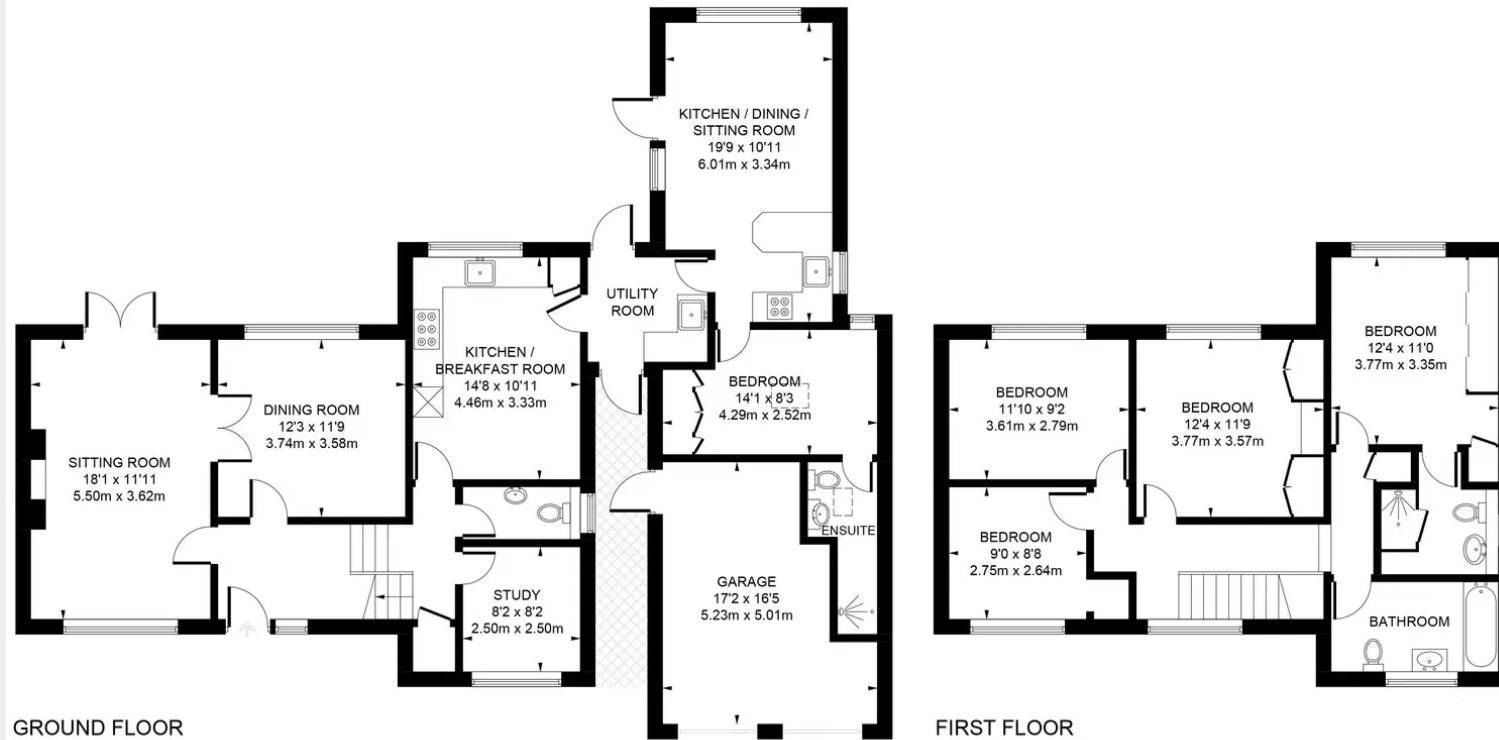 KITCHEN / DINING /
SITTING ROOM
19'9 x 10'11
6.01m x 3.34m
UTILITY
ROOM
KITCHEN /
BREAKFAST ROOM
14'8 x 10'11
4.46m x 3.33m
BEDROOM
14'1 x 8'3
4.29m x 2.52m
DINING ROOM
12'3 x 11'9
3.74m x 3.58m
SITTING ROOM
18'1 x 11'11
5.50m x 3.62m
ENSUITE
STUDY
8'2 x 8'2
2.50m x 2.50m
GARAGE
17'2 x 16'5
5.23m x 5.01m
GROUND FLOOR
BEDROOM
12'4 x 11'0
3.77m x 3.35m
BEDROOM
11'10 x 9'2
3.61m x 2.79m
BEDROOM
12'4 x 11'9
3.77m x 3.57m
BEDROOM
9'0 x 8'8
2.75m x 2.64m
BATHROOM
FIRST FLOOR